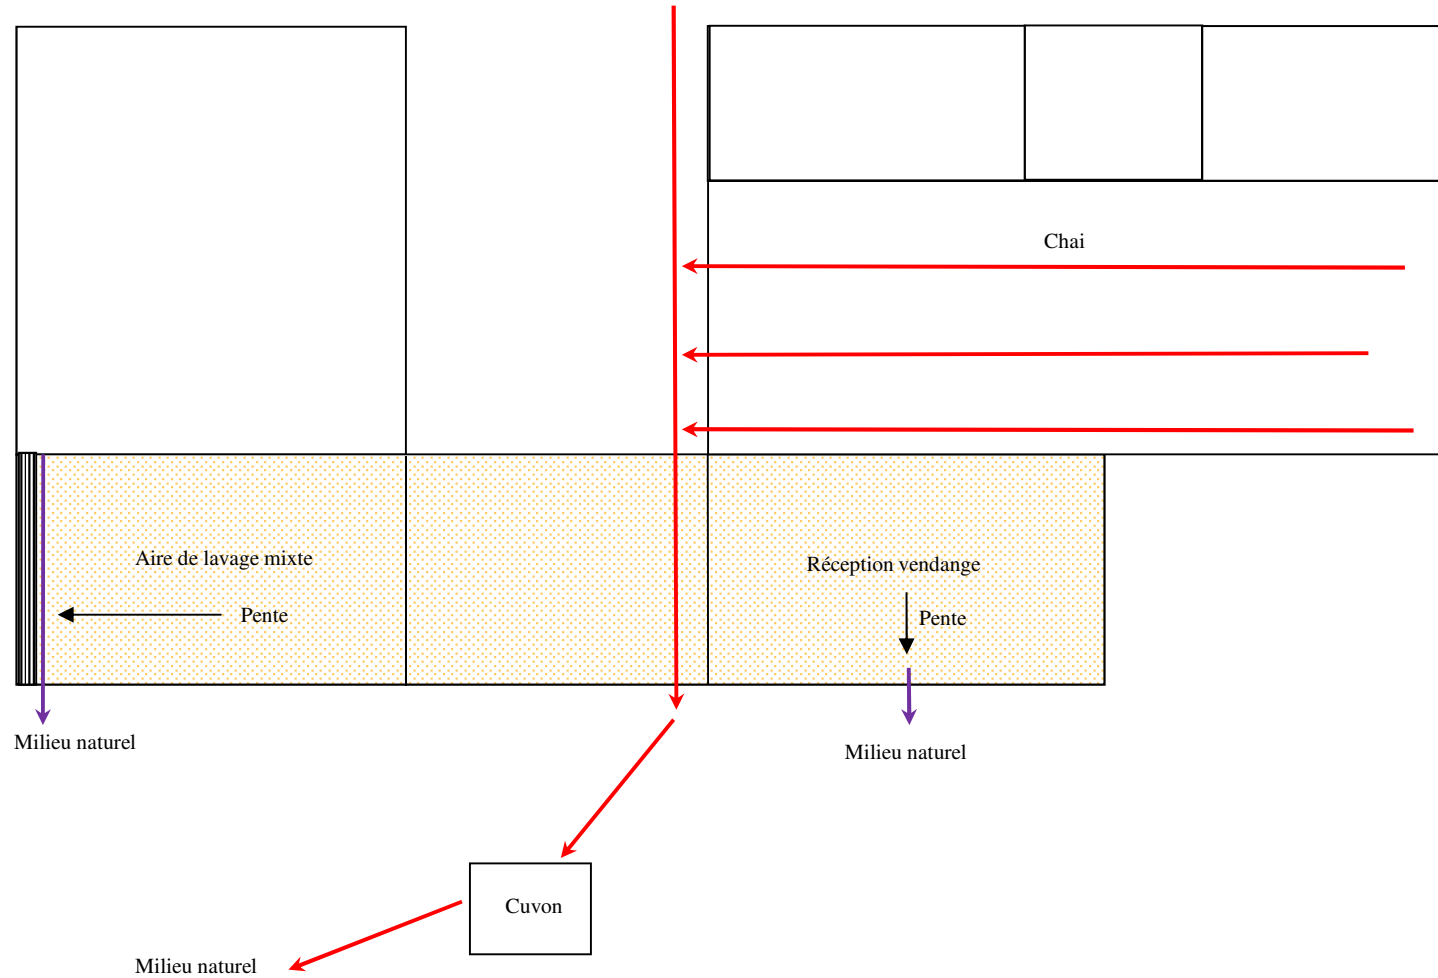 Chai
Aire de lavage mixte
Réception vendange
Pente
Pente
Milieu naturel
Milieu naturel
Cuvon
Milieu naturel